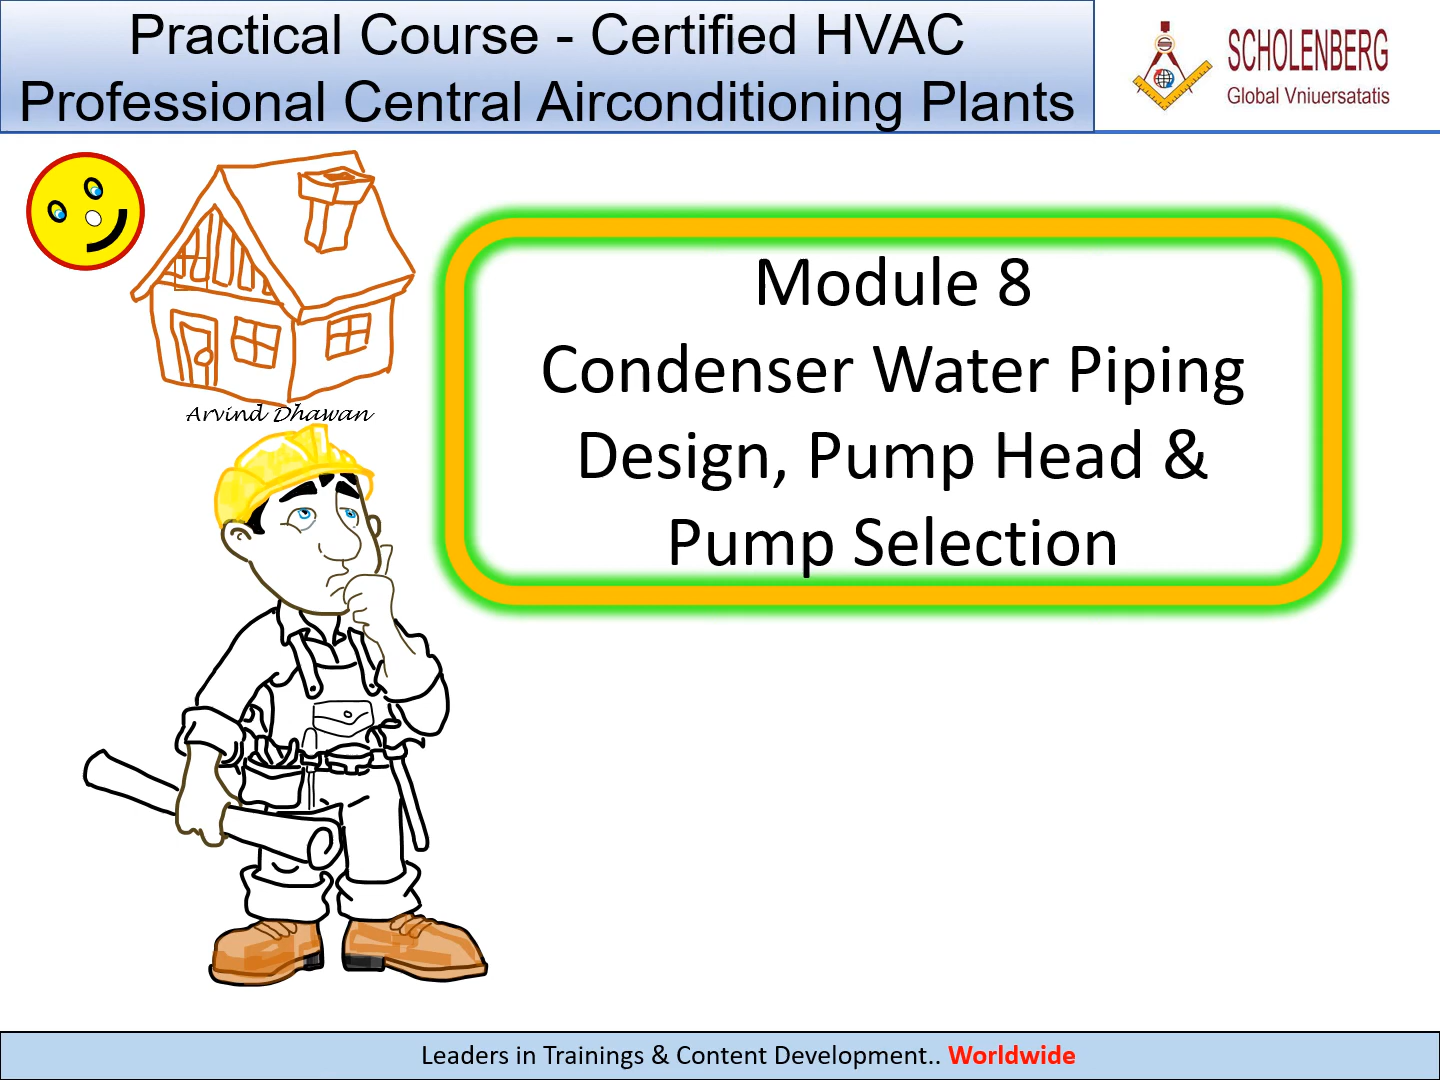 Practical Course - Certified HVAC
Professional Central Airconditioning Plants
SCHOLENBERG
Global Vniuersatatis
Arvind Dhawan
Module 8
Condenser Water Piping
Design, Pump Head &
Pump Selection
Leaders in Trainings & Content Development.. Worldwide